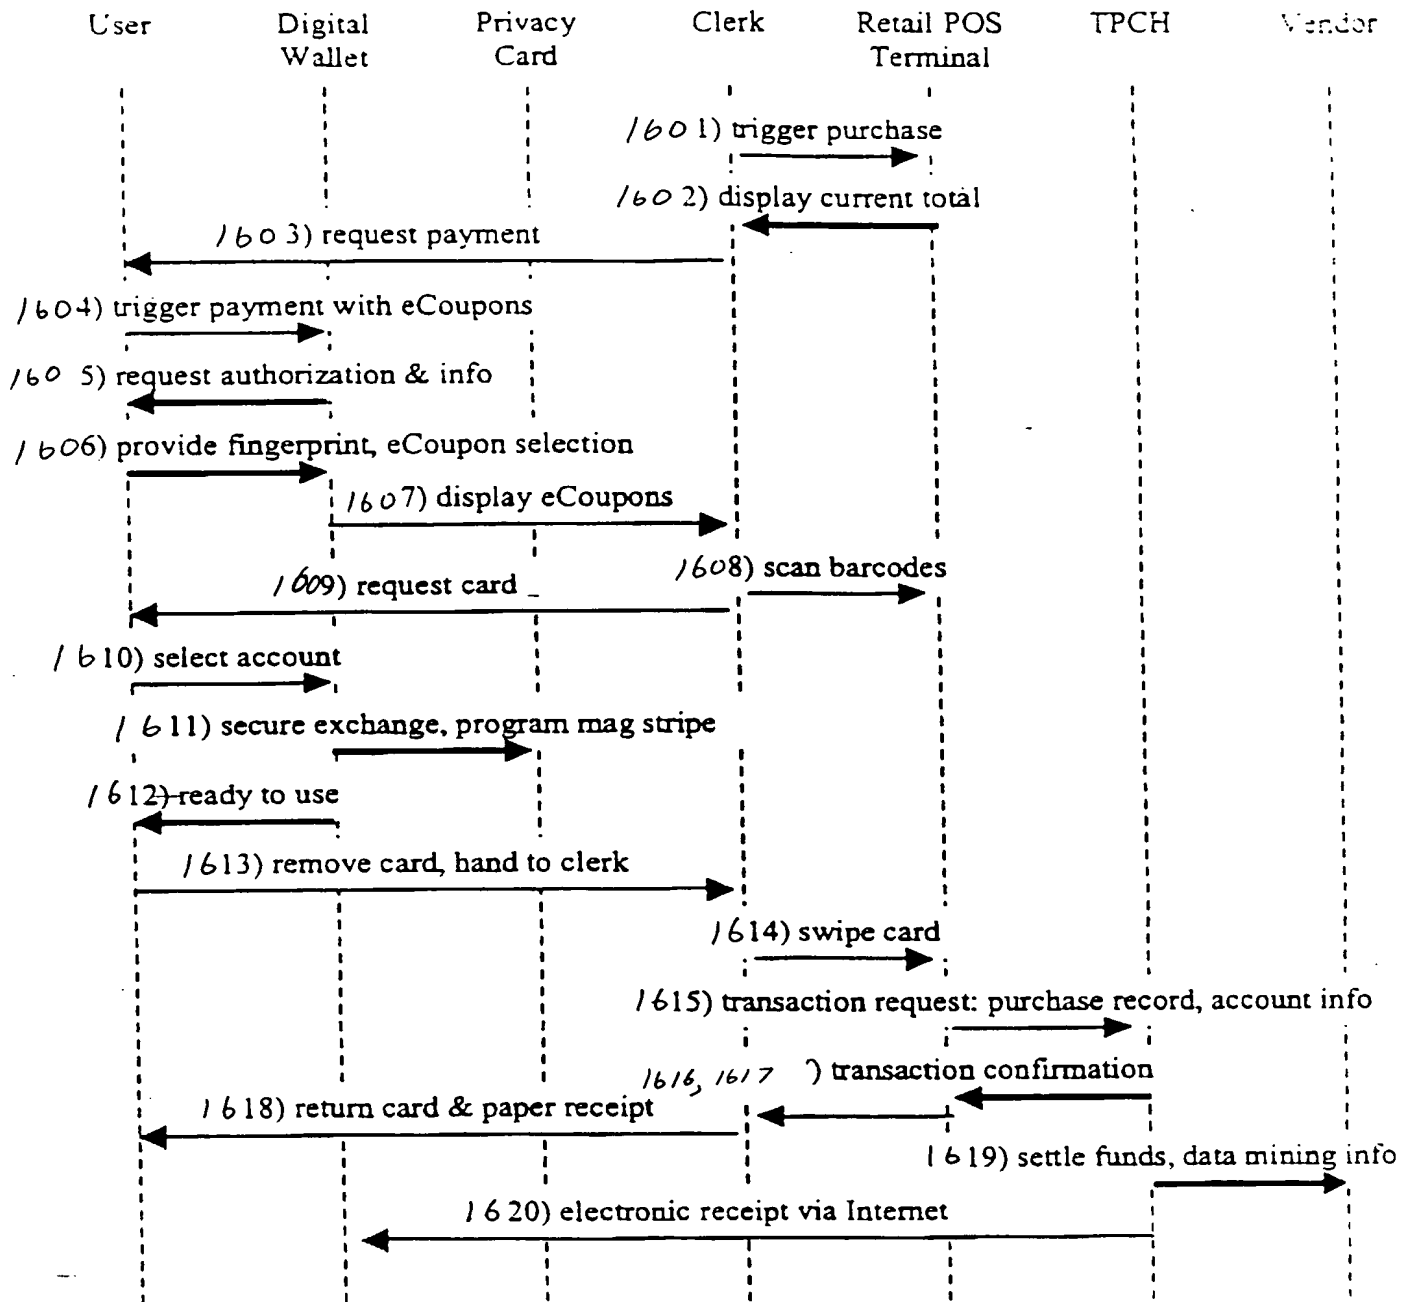 User Digital Privacy Clerk Retail POS TPCH Vendor
Wallet Card Terminal
1601) trigger purchase
1602) display current total
1603) request payment
1604) trigger payment with eCoupons
1605) request authorization & info
1606) provide fingerprint, eCoupon selection
1607) display eCoupons
1608) scan barcodes
1609) request card
1610) select account
1611) secure exchange, program mag stripe
1612) ready to use
1613) remove card, hand to clerk
1614) swipe card
1615) transaction request: purchase record, account info
1616, 1617 ) transaction confirmation
1618) return card & paper receipt
1619) settle funds, data mining info
1620) electronic receipt via Internet